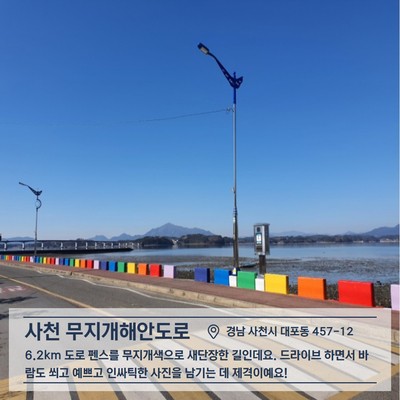 사천 무지개해안도로 경남 사천시 대포동 457-12
6.2km 도로 펜스를 무지개색으로 새단장한 길인데요. 드라이브 하면서 바
람도 쐬고 예쁘고 인싸틱한 사진을 남기는 데 제격이예요!